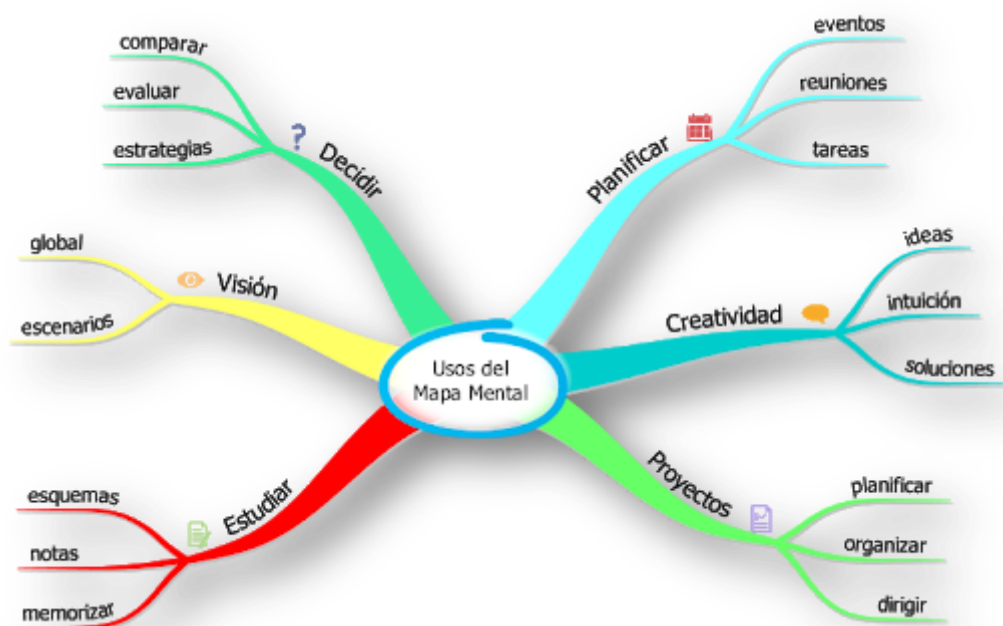 Usos del
Mapa Mental
Planificar
eventos
reuniones
tareas
Creatividad
ideas
intuición
soluciones
Proyectos
planificar
organizar
dirigir
Estudiar
esquemas
notas
memorizar
Visión
global
escenarios
?
Decidir
comparar
evaluar
estrategias